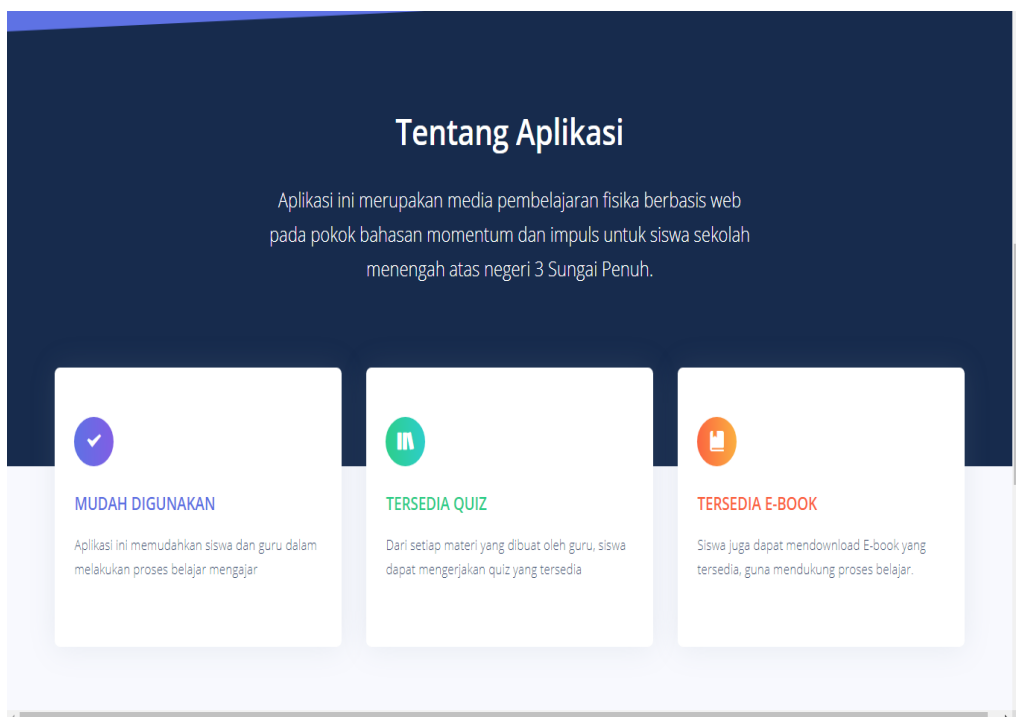 Tentang Aplikasi
Aplikasi ini merupakan media pembelajaran fisika berbasis web
pada pokok bahasan momentum dan impuls untuk siswa sekolah
menengah atas negeri 3 Sungai Penuh.
MUDAH DIGUNAKAN
Aplikasi ini memudahkan siswa dan guru dalam
melakukan proses belajar mengajar
TERSEDIA QUIZ
Dari setiap materi yang dibuat oleh guru, siswa
dapat mengerjakan quiz yang tersedia
TERSEDIA E-BOOK
Siswa juga dapat mendownload E-book yang
tersedia, guna mendukung proses belajar.